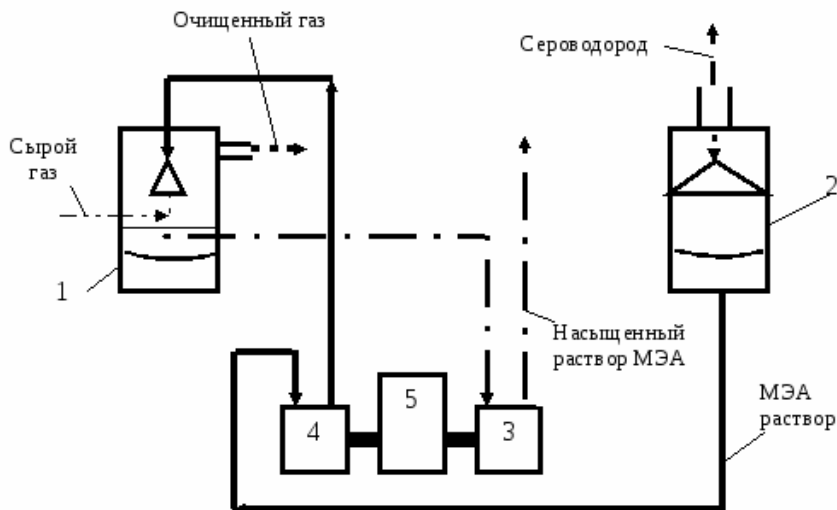 Очищенный газ
Сероводород
Сырой
газ
2
1
Насыщенный
раствор МЭА
5
4
3
МЭА
раствор